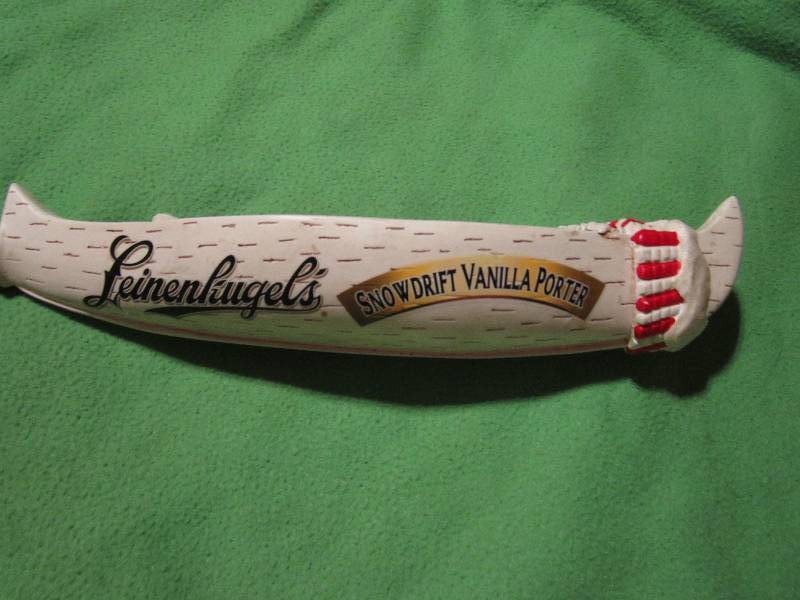 Leinenkugel's
SNOWDRIFT VANILLA PORTER